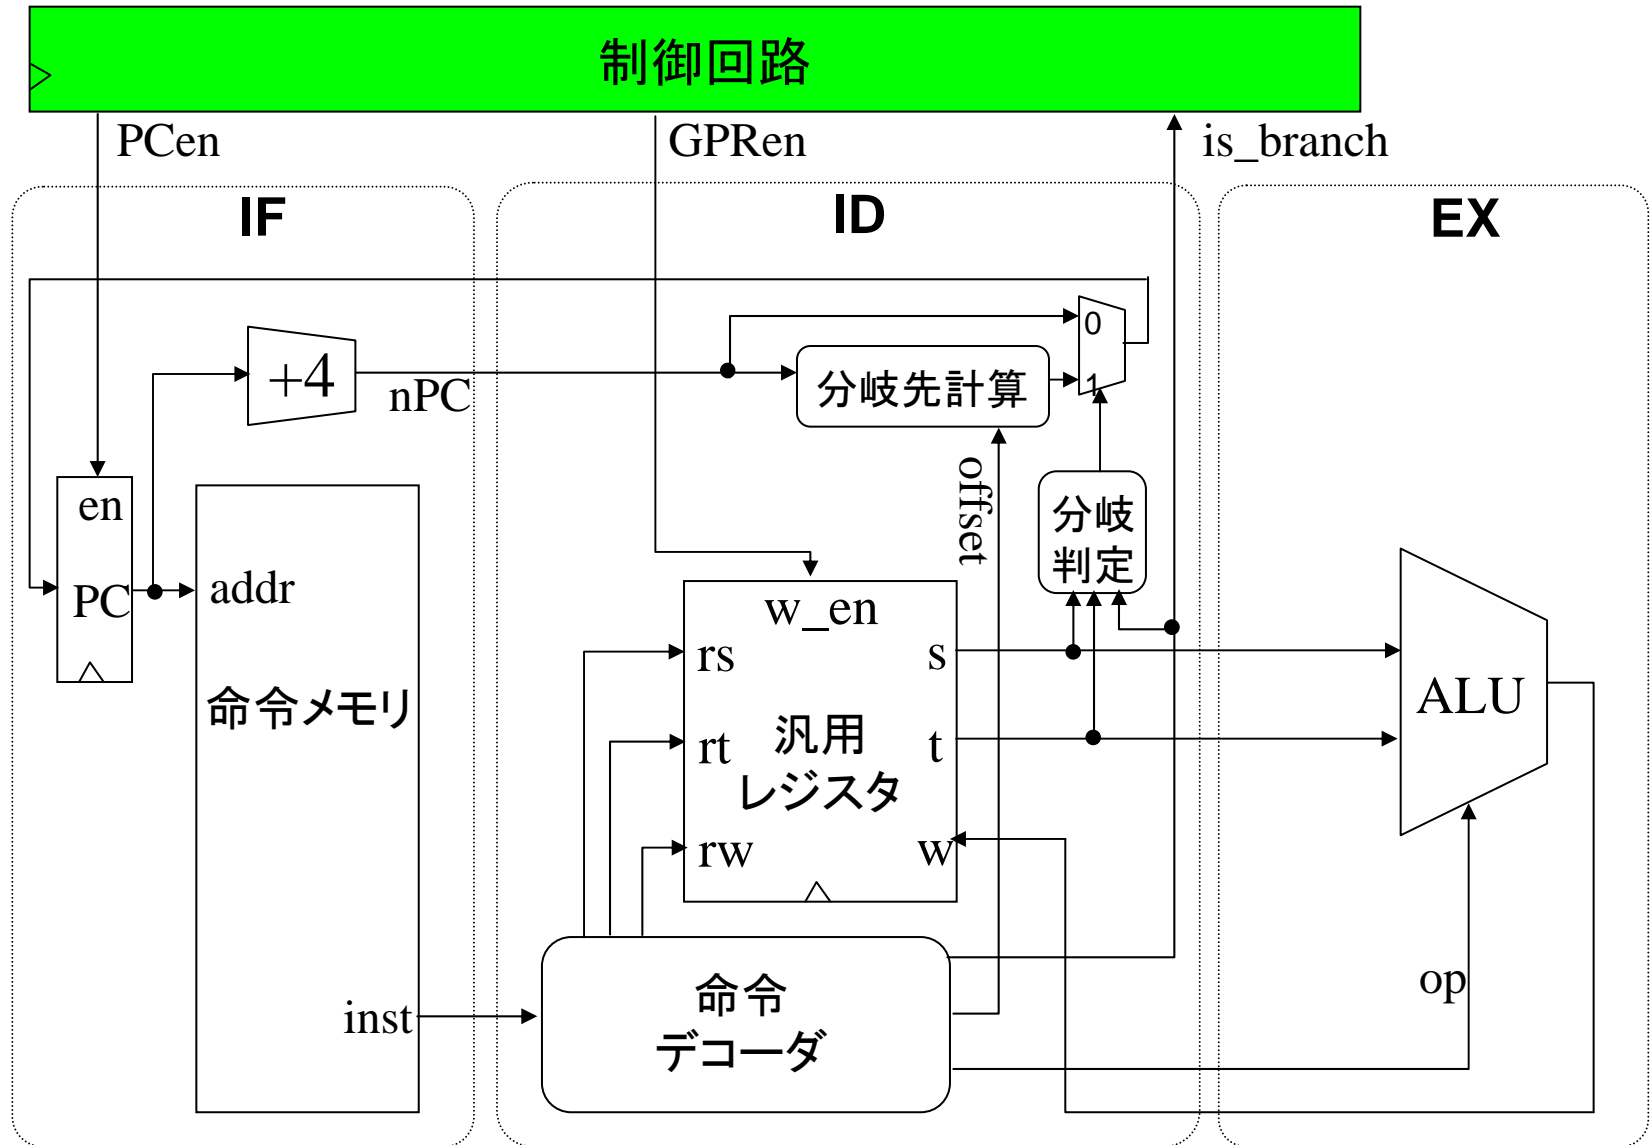 制御回路
PCen
GPRen
is_branch
IF
ID
EX
+4
nPC
分岐先計算
0
1
offset
分岐
判定
en
PC
addr
命令メモリ
inst
w_en
rs
rt
rw
s
t
w
汎用
レジスタ
ALU
命令
デコーダ
op